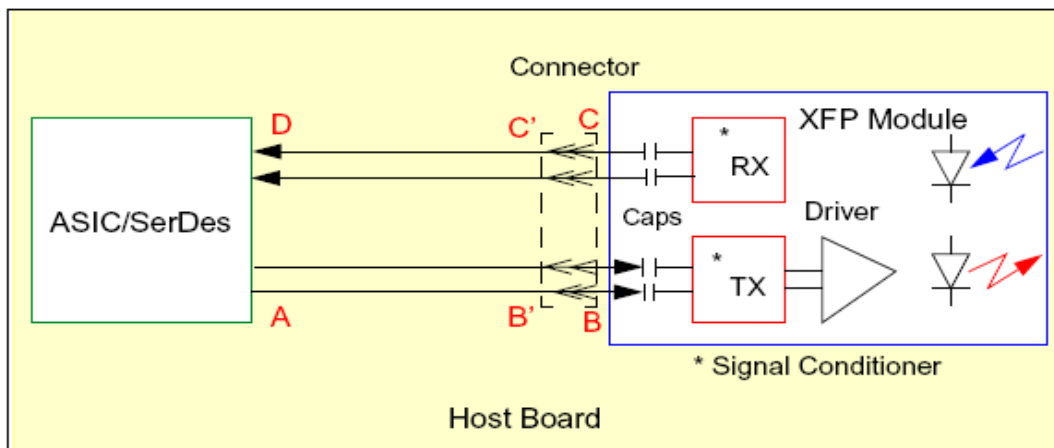 Connector
D
C'
C
XFP Module
*
RX
ASIC/SerDes
Caps
Driver
*
TX
A
B'
B
* Signal Conditioner
Host Board